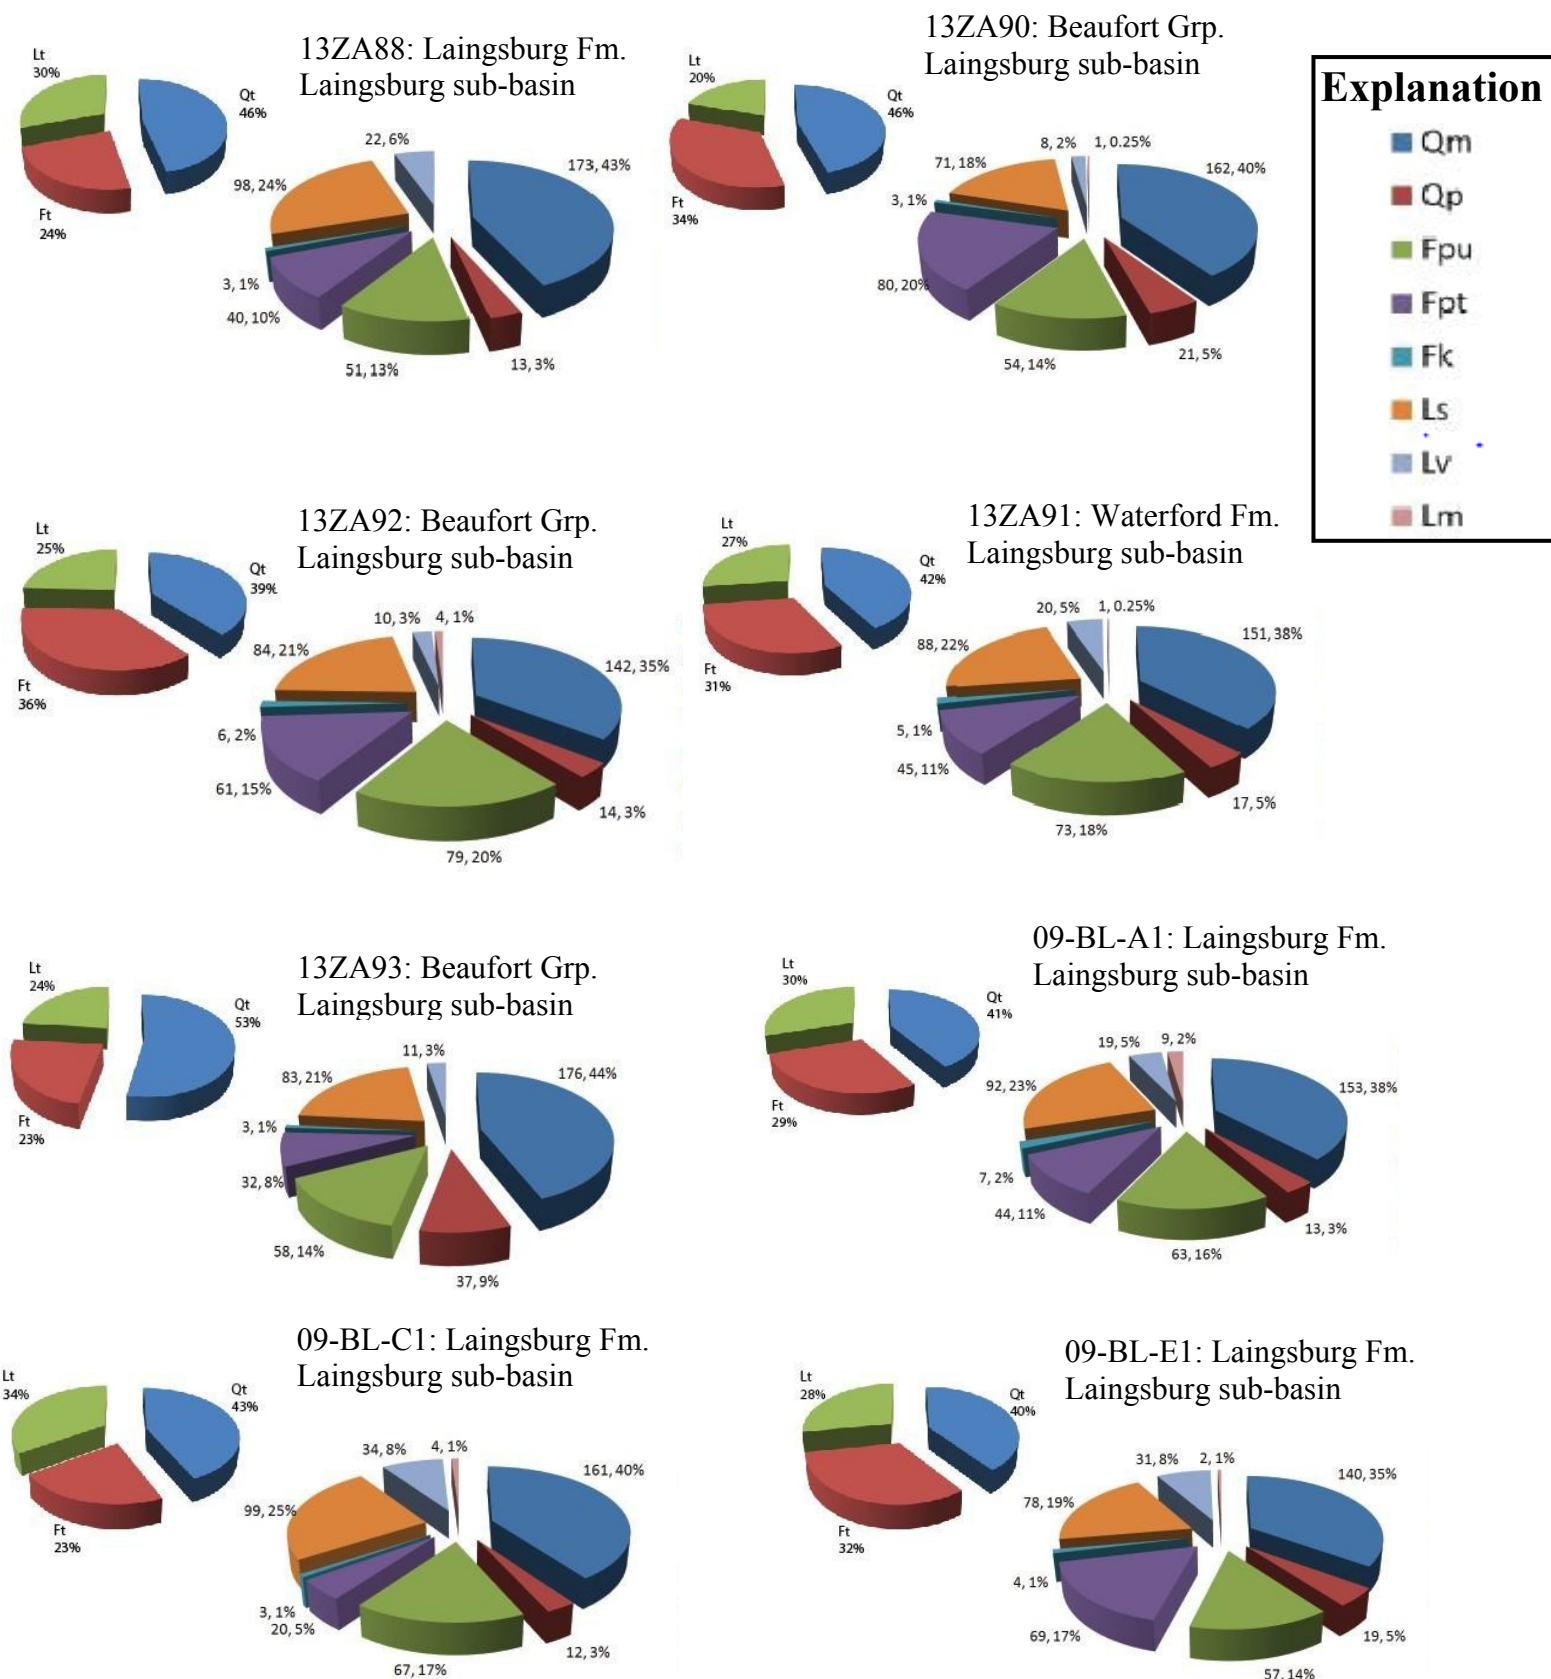 13ZA88: Laingsburg Fm.
Laingsburg sub-basin
Lt
30%
Qt
46%
Ft
24%
22, 6%
173, 43%
98, 24%
3, 1%
40, 10%
51, 13%
13, 3%
13ZA90: Beaufort Grp.
Laingsburg sub-basin
Lt
20%
Qt
46%
Ft
34%
8, 2%
1, 0.25%
71, 18%
162, 40%
3, 1%
80, 20%
54, 14%
21, 5%
Explanation
Qm
Qp
Fpu
Fpt
Fk
Ls
Lv
Lm
13ZA92: Beaufort Grp.
Laingsburg sub-basin
Lt
25%
Qt
39%
Ft
36%
10, 3%
4, 1%
84, 21%
142, 35%
6, 2%
61, 15%
14, 3%
79, 20%
13ZA91: Waterford Fm.
Laingsburg sub-basin
Lt
27%
Qt
42%
Ft
31%
20, 5%
1, 0.25%
88, 22%
151, 38%
5, 1%
45, 11%
17, 5%
73, 18%
13ZA93: Beaufort Grp.
Laingsburg sub-basin
Lt
24%
Qt
53%
Ft
23%
11, 3%
83, 21%
176, 44%
3, 1%
32, 8%
58, 14%
37, 9%
09-BL-A1: Laingsburg Fm.
Laingsburg sub-basin
Lt
30%
Qt
41%
Ft
29%
19, 5%
9, 2%
92, 23%
153, 38%
7, 2%
44, 11%
13, 3%
63, 16%
09-BL-C1: Laingsburg Fm.
Laingsburg sub-basin
Lt
34%
Qt
43%
Ft
23%
34, 8%
4, 1%
161, 40%
99, 25%
3, 1%
20, 5%
12, 3%
67, 17%
09-BL-E1: Laingsburg Fm.
Laingsburg sub-basin
Lt
28%
Qt
40%
Ft
32%
31, 8%
2, 1%
140, 35%
78, 19%
4, 1%
69, 17%
19, 5%
57, 14%